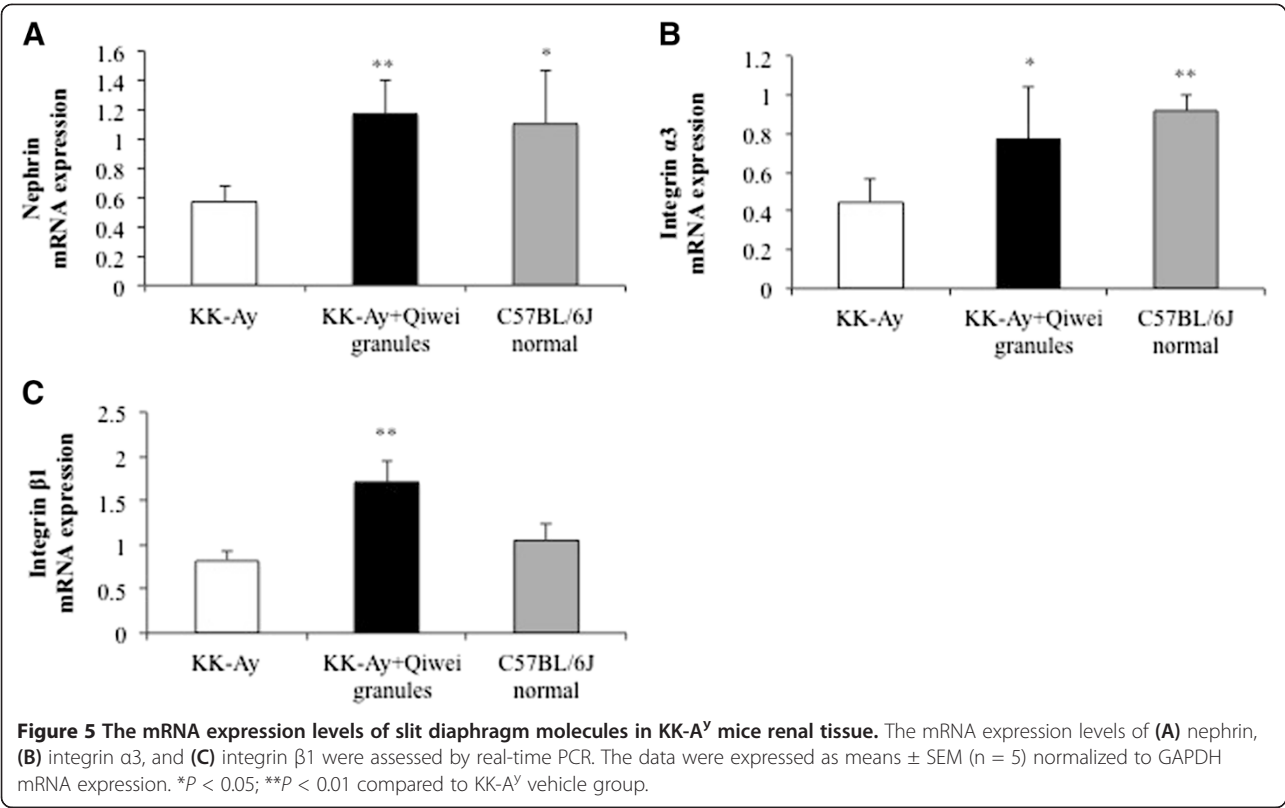 A
Nephrin
mRNA expression
1.6
1.4
1.2
1
0.8
0.6
0.4
0.2
0
**
*
KK-Ay
KK-Ay+Qiwei
granules
C57BL/6J
normal
B
Integrin α3
mRNA expression
1.2
1
0.8
0.6
0.4
0.2
0
*
**
KK-Ay
KK-Ay+Qiwei
granules
C57BL/6J
normal
C
Integrin β1
mRNA expression
2.5
2
1.5
1
0.5
0
**
KK-Ay
KK-Ay+Qiwei
granules
C57BL/6J
normal
Figure 5 The mRNA expression levels of slit diaphragm molecules in KK-Aʸ mice renal tissue. The mRNA expression levels of (A) nephrin,
(B) integrin α3, and (C) integrin β1 were assessed by real-time PCR. The data were expressed as means ± SEM (n = 5) normalized to GAPDH
mRNA expression. *P < 0.05; **P < 0.01 compared to KK-Aʸ vehicle group.